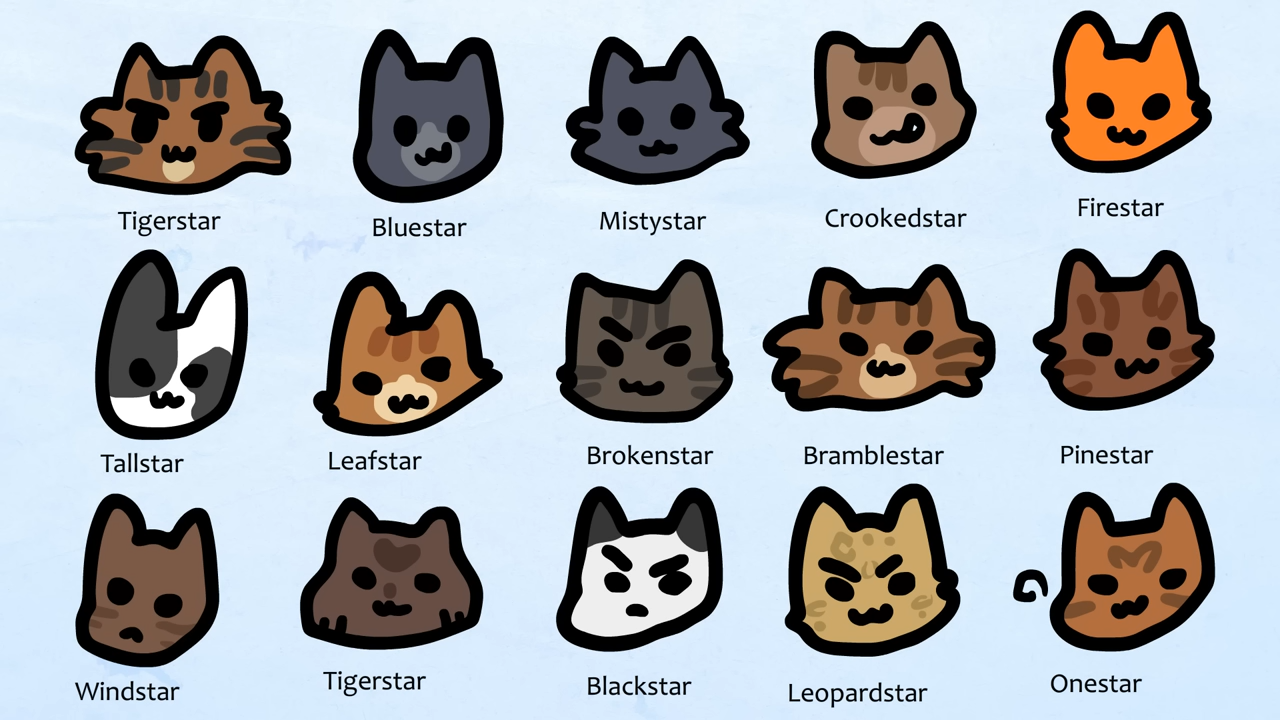 Tigerstar
Bluestar
Mistystar
Crookedstar
Firestar
Tallstar
Leafstar
Brokenstar
Bramblestar
Pinestar
Windstar
Tigerstar
Blackstar
Leopardstar
Onestar